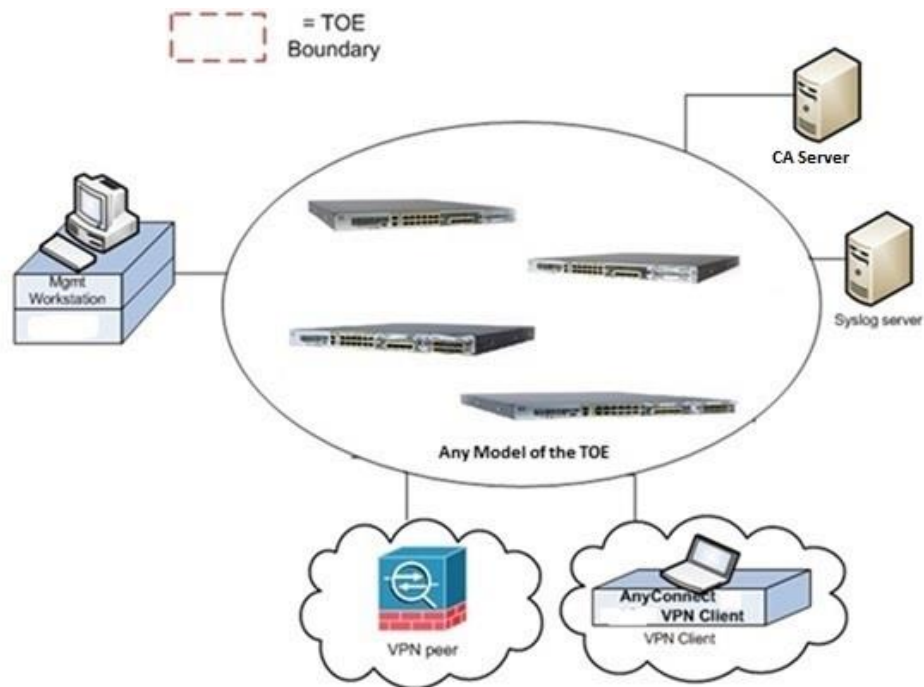 = TOE
Boundary
CA Server
Mgmt
Workstation
Syslog server
Any Model of the TOE
VPN peer
AnyConnect
VPN Client
VPN Client